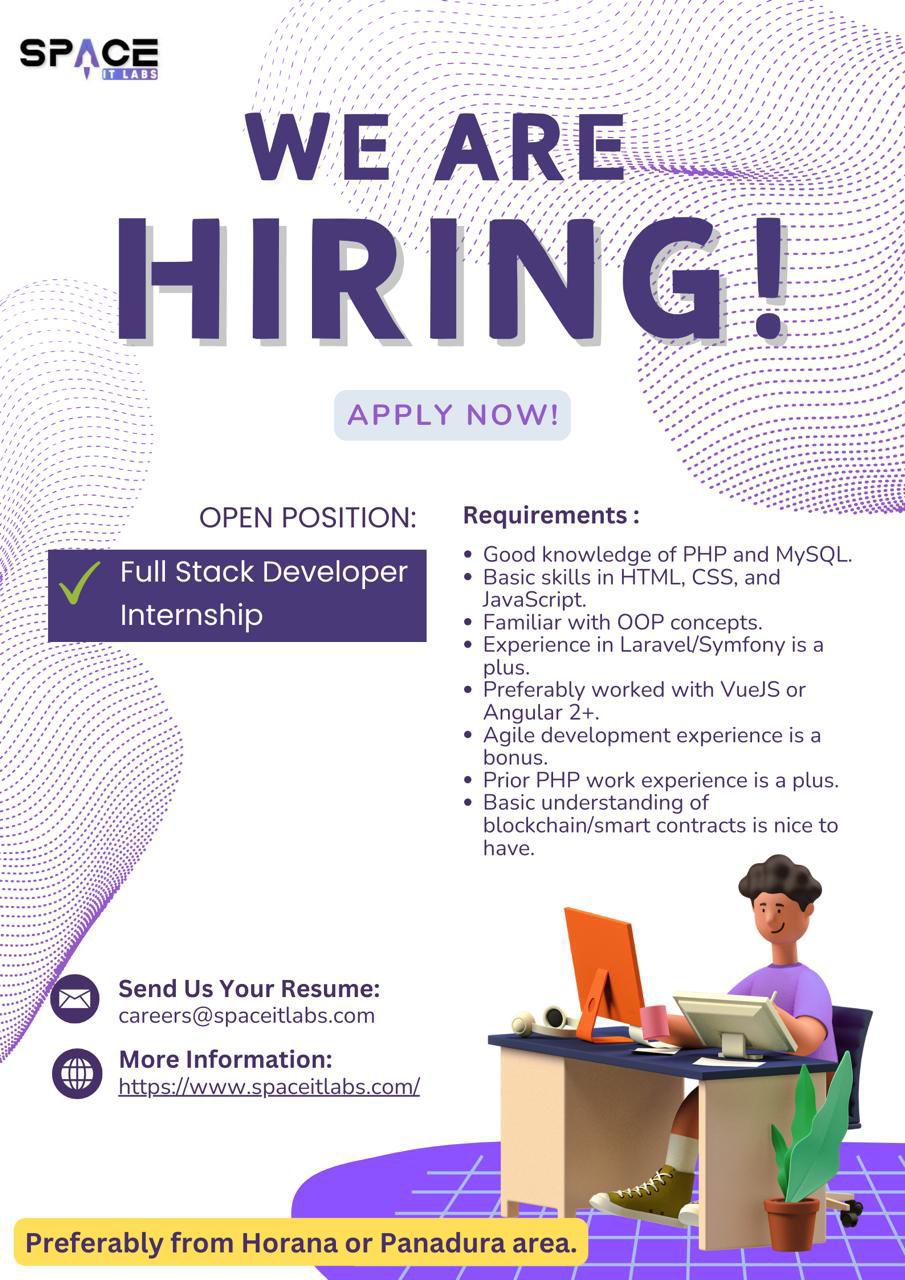 SPACE
IT LABS
WE ARE
HIRING!
APPLY NOW!
OPEN POSITION:
Full Stack Developer
Internship
Requirements :
• Good knowledge of PHP and MySQL.
• Basic skills in HTML, CSS, and
JavaScript.
• Familiar with OOP concepts.
• Experience in Laravel/Symfony is a
plus.
• Preferably worked with VueJS or
Angular 2+.
• Agile development experience is a
bonus.
• Prior PHP work experience is a plus.
• Basic understanding of
blockchain/smart contracts is nice to
have.
Send Us Your Resume:
careers@spaceitlabs.com
More Information:
https://www.spaceitlabs.com/
Preferably from Horana or Panadura area.